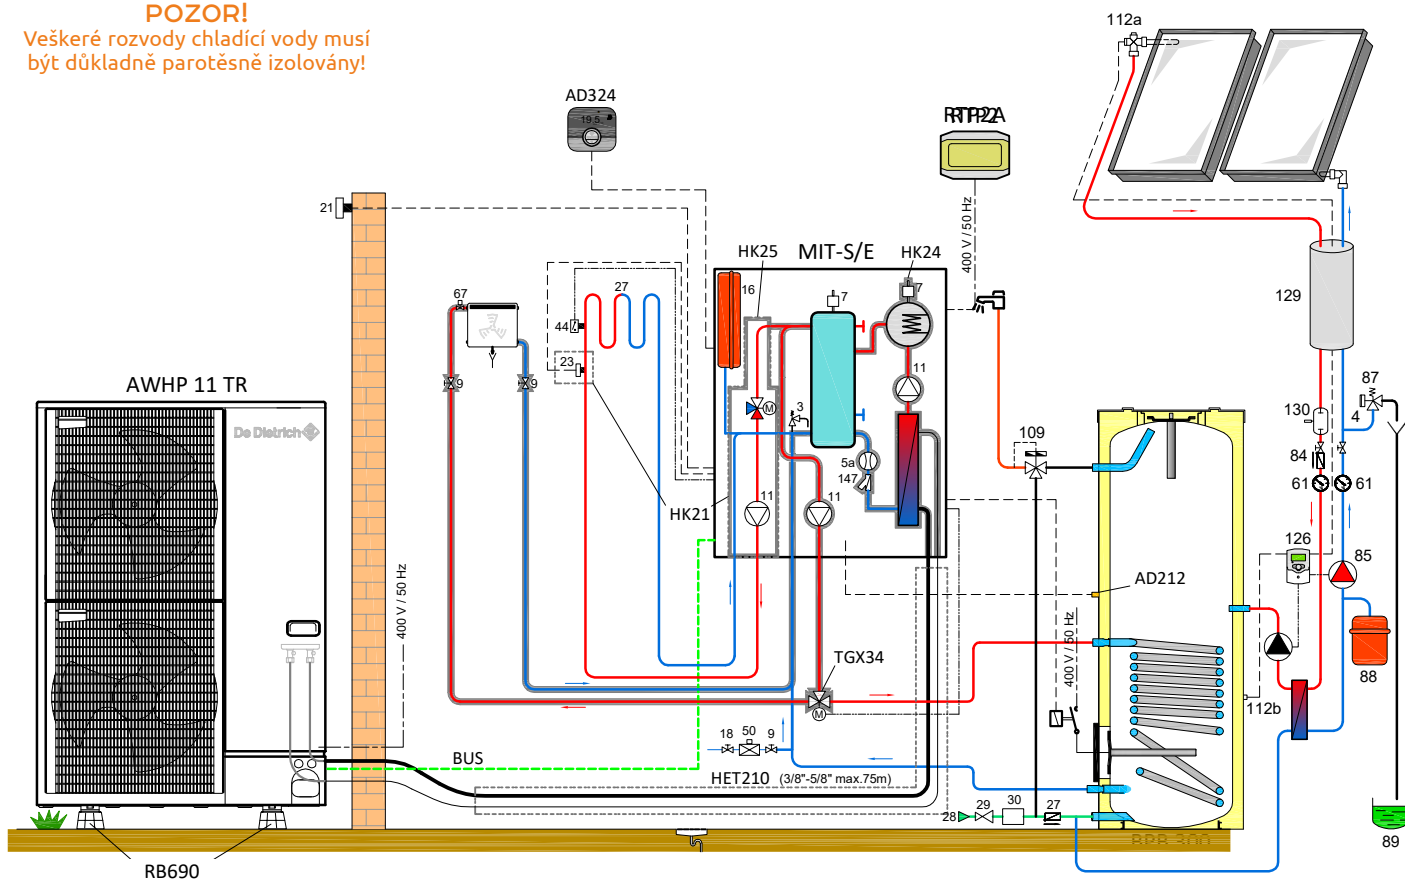 POZOR!
Veškeré rozvody chladící vody musí
být důkladně parotěsně izolovány!
112a
AD324
19.5
RTP2A
400 V / 50 Hz
21
HK25
MIT-S/E
HK24
67
27
16
7
7
129
44
23
9
9
AWHP 11 TR
De Dietrich
M
3
11
87
130
4
109
5a
147
84
61
61
HK21
11
11
126
85
AD212
400 V / 50 Hz
400 V / 50 Hz
TGX34
M
88
112b
18
50
9
BUS
HET210 (3/8"-5/8" max.75m)
28
29
30
27
89
BPB 300
RB690